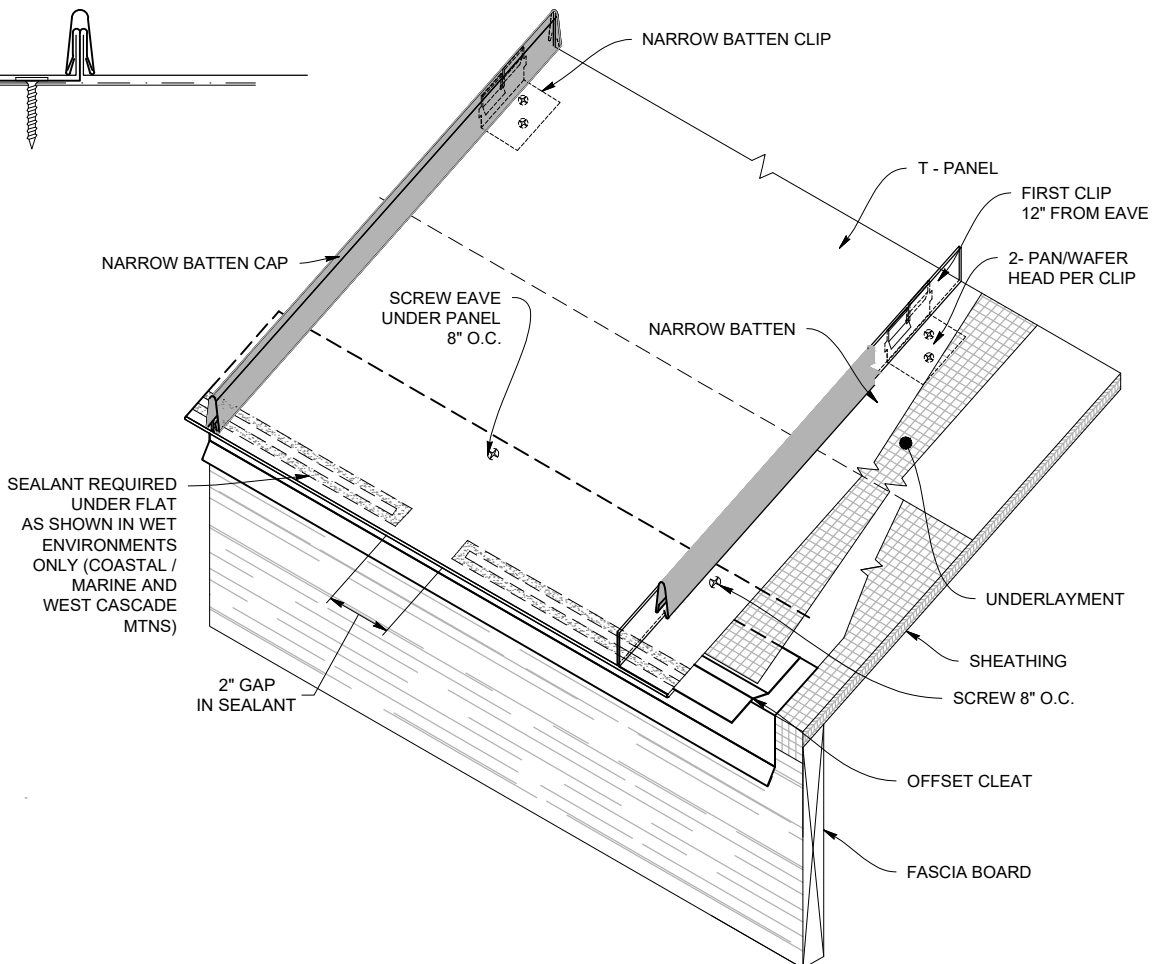 NARROW BATTEN CLIP
T - PANEL
FIRST CLIP
12" FROM EAVE
2- PAN/WAFER
HEAD PER CLIP
NARROW BATTEN CAP
SCREW EAVE
UNDER PANEL
8" O.C.
NARROW BATTEN
SEALANT REQUIRED
UNDER FLAT
AS SHOWN IN WET
ENVIRONMENTS
ONLY (COASTAL /
MARINE AND
WEST CASCADE
MTNS)
UNDERLAYMENT
SHEATHING
2" GAP
IN SEALANT
SCREW 8" O.C.
OFFSET CLEAT
FASCIA BOARD